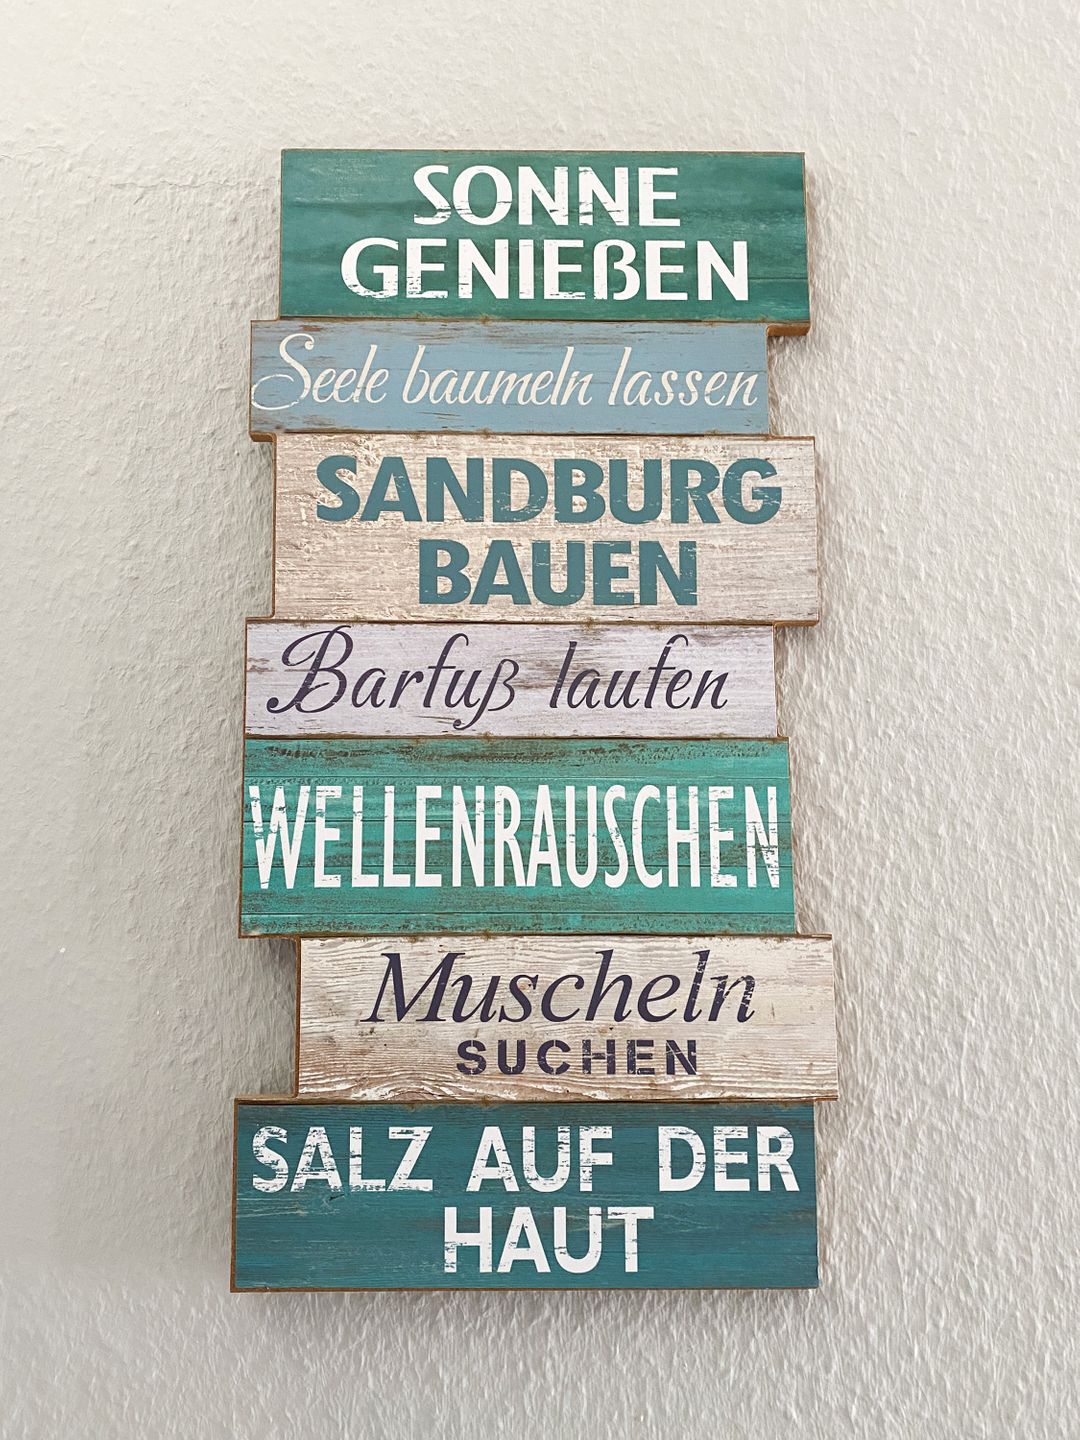 SONNE
GENIEßEN
Seele baumeln lassen
SANDBURG
BAUEN
Barfuß laufen
WELLENRAUSCHEN
Muscheln
SUCHEN
SALZ AUF DER
HAUT